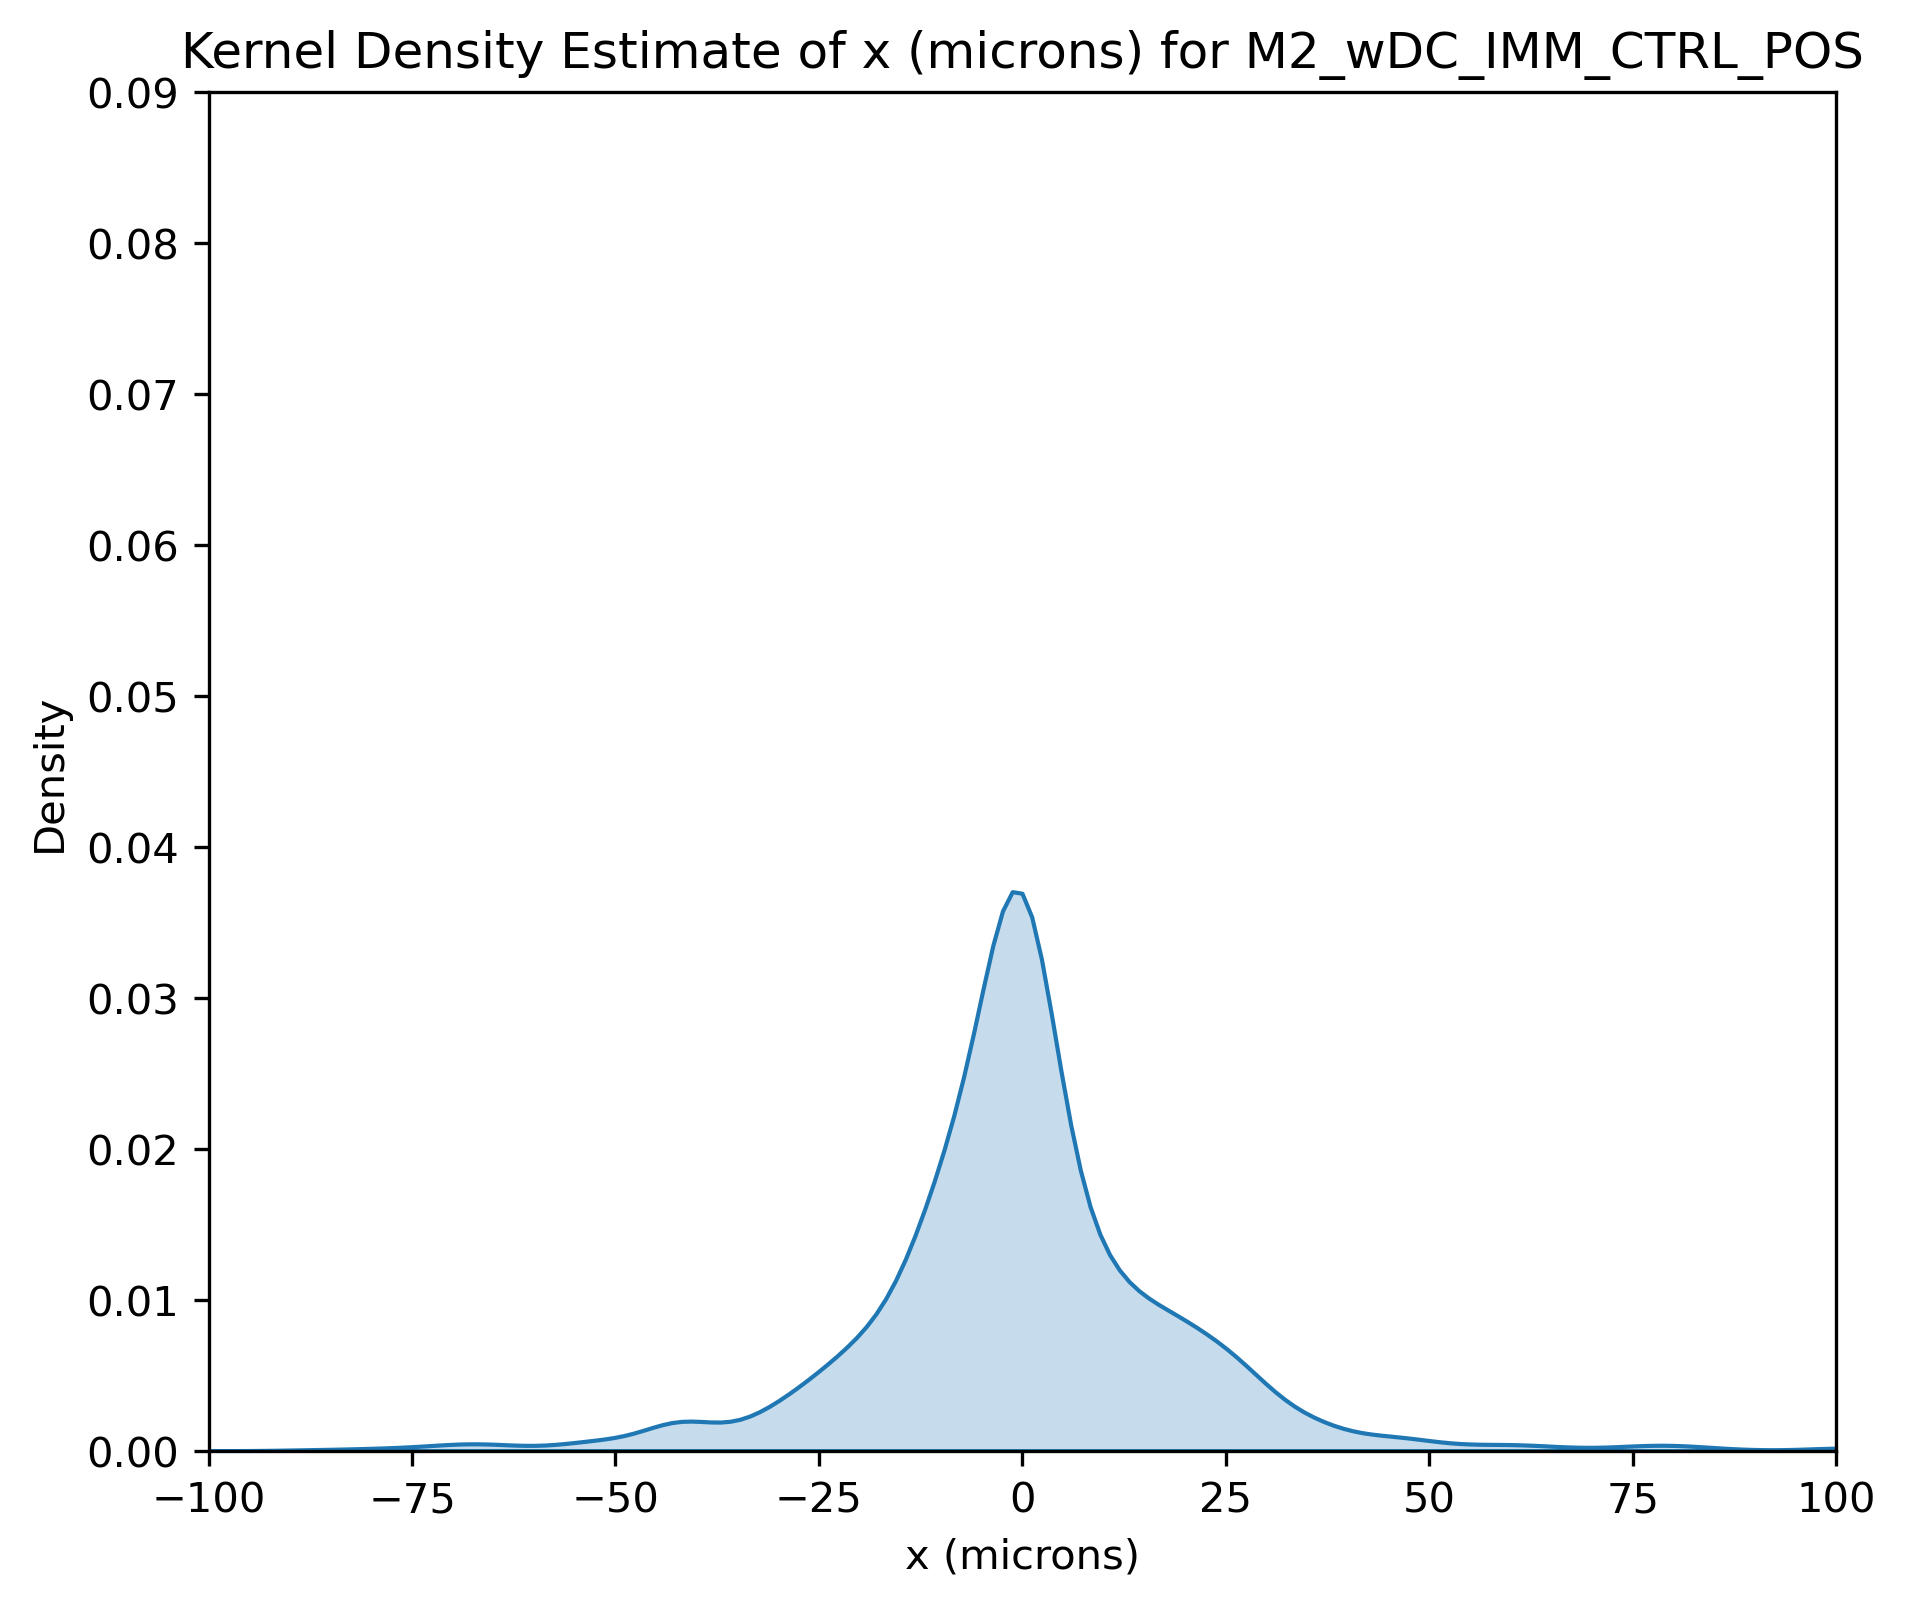 Kernel Density Estimate of x (microns) for M2_wDC_IMM_CTRL_POS
0.09
0.08
0.07
0.06
0.05
0.04
0.03
0.02
0.01
0.00
Density
−100 −75 −50 −25 0 25 50 75 100
x (microns)